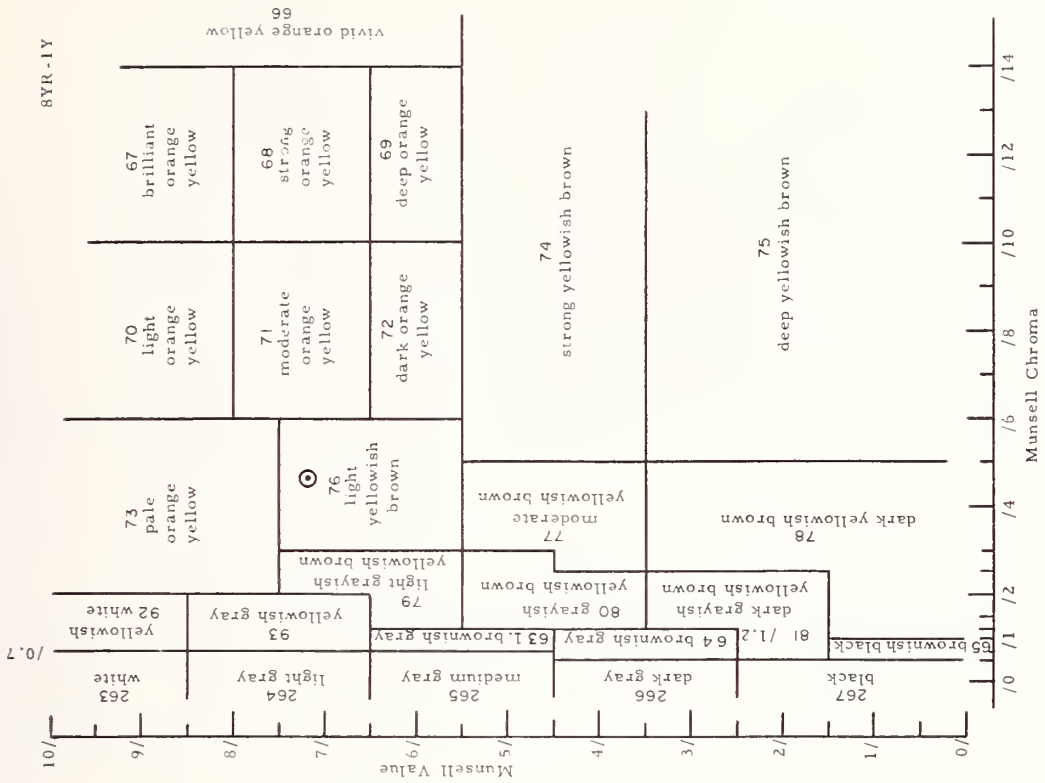 8YR-1Y
vivid orange yellow
66
67
brilliant
orange
yellow
68
strong
orange
yellow
69
deep orange
yellow
70
light
orange
yellow
71
moderate
orange
yellow
72
dark orange
yellow
73
pale
orange
yellow
74
strong yellowish brown
75
deep yellowish brown
76
light
yellowish
brown
77
moderate
yellowish brown
78
dark yellowish brown
79
light grayish
yellowish brown
80 grayish
yellowish brown
81 /1.2
dark grayish
yellowish brown
92 white
yellowish
93
yellowish gray
63 l. brownish gray
64 brownish gray
65 brownish black
/0.7
263
white
264
light gray
265
medium gray
266
dark gray
267
black
10/
9/
8/
7/
6/
5/
4/
3/
2/
1/
0/
Munsell Value
/0
/1
/2
/4
/6
/8
/10
/12
/14
Munsell Chroma